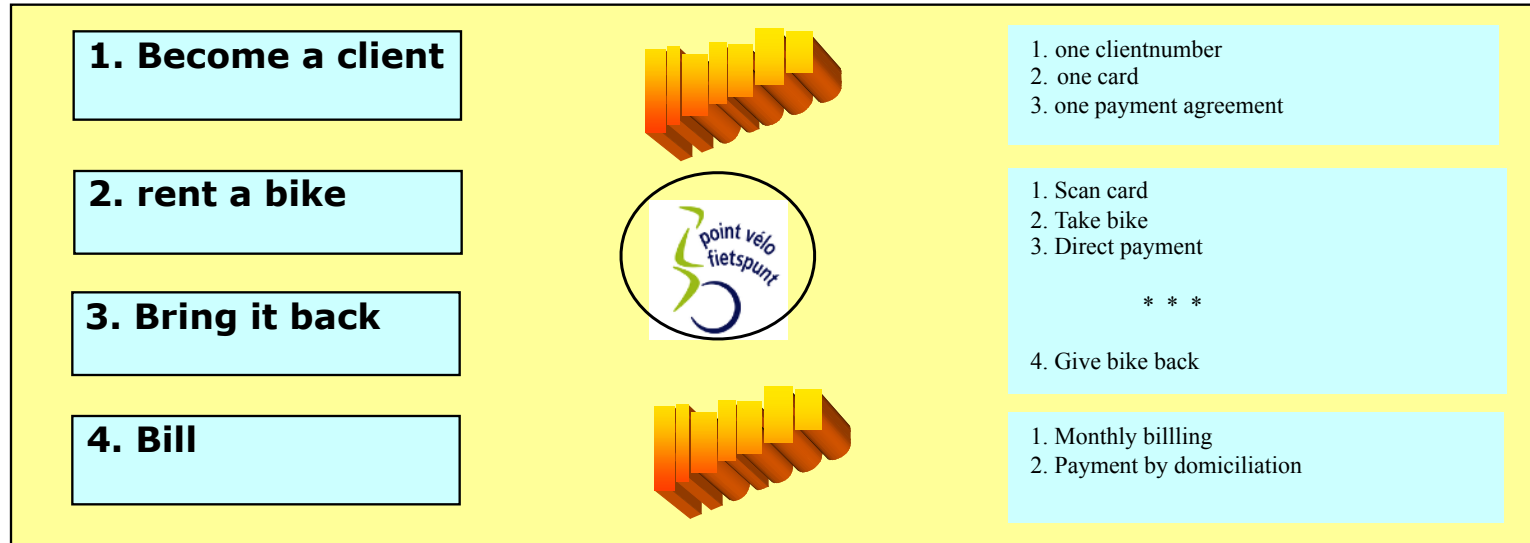 1. Become a client
1. one clientnumber
2. one card
3. one payment agreement
2. rent a bike
point vélo
fietspunt
1. Scan card
2. Take bike
3. Direct payment
* * *
4. Give bike back
3. Bring it back
4. Bill
1. Monthly billling
2. Payment by domiciliation